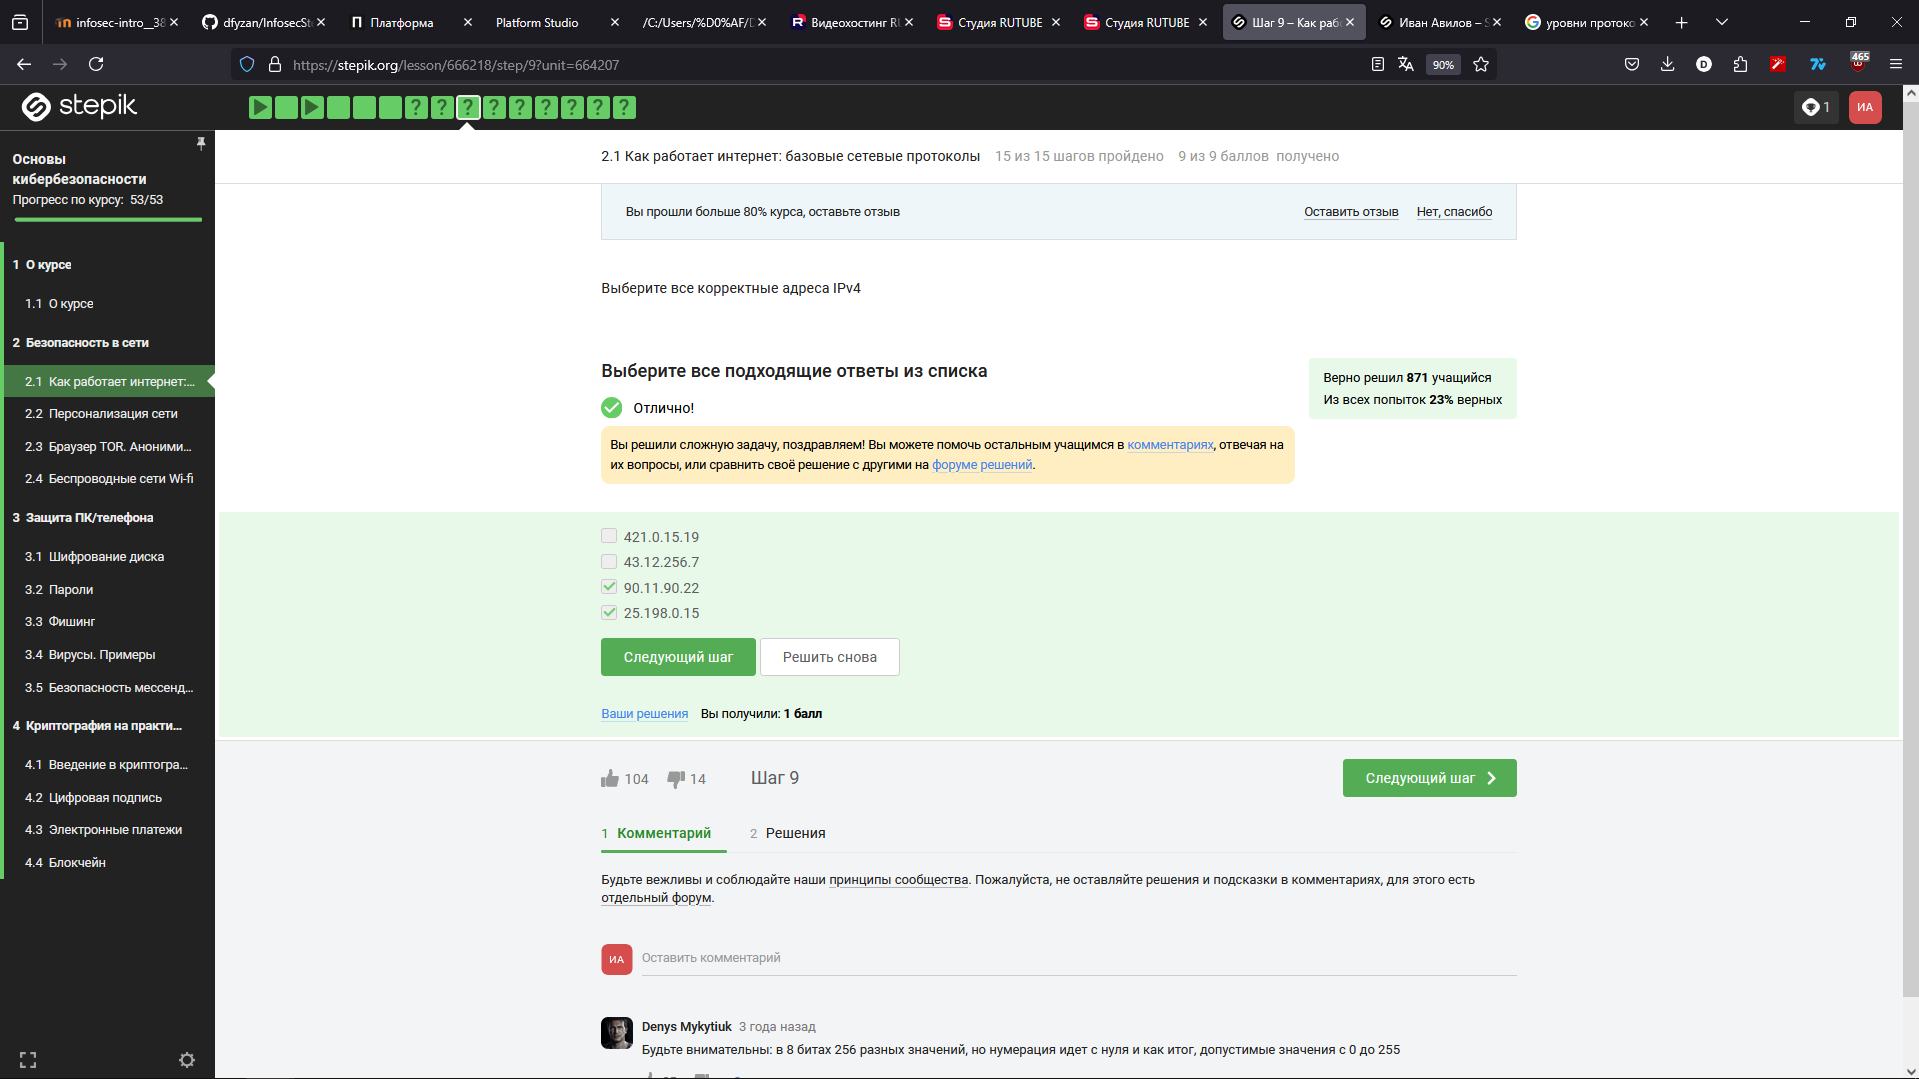 infosec-intro__38
dfyzan/InfosecSt
Платформа
Platform Studio
/C:/Users/%D0%AF/D
Видеохостинг RU
Студия RUTUBE
Студия RUTUBE
Шаг 9 – Как раб
Иван Авилов – S
уровни протоко
https://stepik.org/lesson/666218/step/9?unit=664207
90%
465
stepik
1
ИА
Основы
кибербезопасности
Прогресс по курсу: 53/53
1 О курсе
1.1 О курсе
2 Безопасность в сети
2.1 Как работает интернет:...
2.2 Персонализация сети
2.3 Браузер TOR. Аноними...
2.4 Беспроводные сети Wi-fi
3 Защита ПК/телефона
3.1 Шифрование диска
3.2 Пароли
3.3 Фишинг
3.4 Вирусы. Примеры
3.5 Безопасность мессенд...
4 Криптография на практи...
4.1 Введение в криптогра...
4.2 Цифровая подпись
4.3 Электронные платежи
4.4 Блокчейн
2.1 Как работает интернет: базовые сетевые протоколы 15 из 15 шагов пройдено 9 из 9 баллов получено
Вы прошли больше 80% курса, оставьте отзыв Оставить отзыв Нет, спасибо
Выберите все корректные адреса IPv4
Выберите все подходящие ответы из списка
Верно решил 871 учащийся
Из всех попыток 23% верных
Отлично!
Вы решили сложную задачу, поздравляем! Вы можете помочь остальным учащимся в комментариях, отвечая на
их вопросы, или сравнить своё решение с другими на форуме решений.
421.0.15.19
43.12.256.7
90.11.90.22
25.198.0.15
Следующий шаг Решить снова
Ваши решения Вы получили: 1 балл
104 14 Шаг 9 Следующий шаг
1 Комментарий 2 Решения
Будьте вежливы и соблюдайте наши принципы сообщества. Пожалуйста, не оставляйте решения и подсказки в комментариях, для этого есть
отдельный форум.
ИА Оставить комментарий
Denys Mykytiuk 3 года назад
Будьте внимательны: в 8 битах 256 разных значений, но нумерация идет с нуля и как итог, допустимые значения с 0 до 255